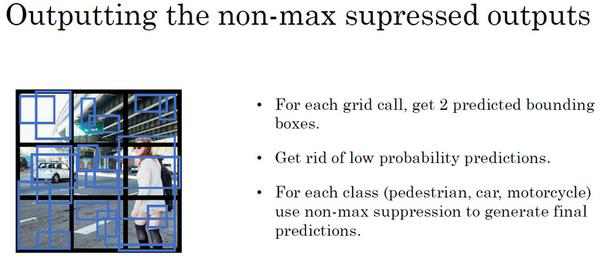 Outputting the non-max supressed outputs
• For each grid call, get 2 predicted bounding
boxes.
• Get rid of low probability predictions.
• For each class (pedestrian, car, motorcycle)
use non-max suppression to generate final
predictions.